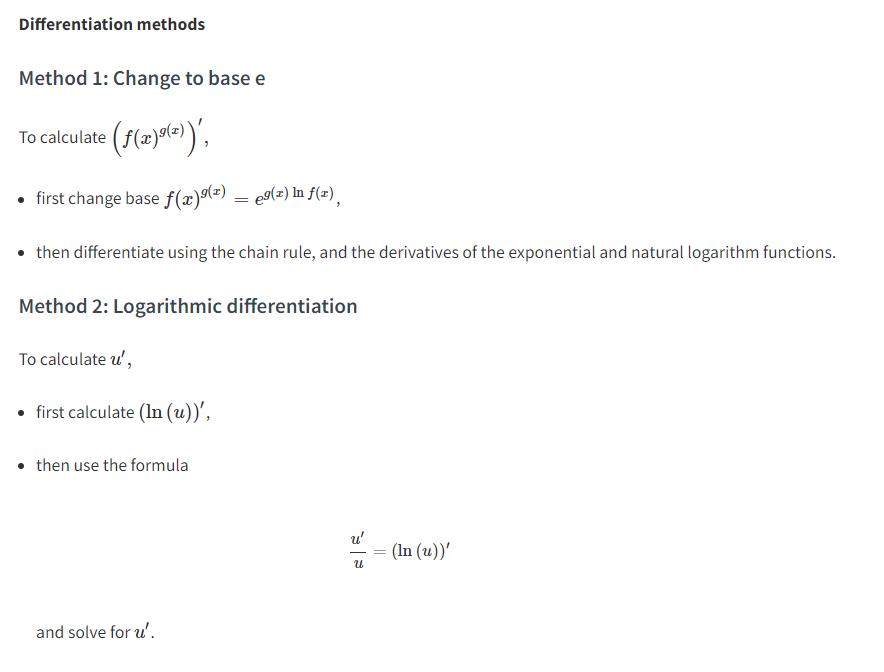 Differentiation methods
Method 1: Change to base e
To calculate (f(x)^{g(x)})′,
• first change base f(x)^{g(x)} = e^{g(x) ln f(x)},
• then differentiate using the chain rule, and the derivatives of the exponential and natural logarithm functions.
Method 2: Logarithmic differentiation
To calculate u′,
• first calculate (ln (u))′,
• then use the formula
\frac{u′}{u} = (ln (u))′
and solve for u′.